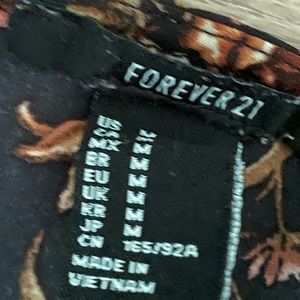 FOREVER 21
US M
CA M
MX M
BR M
EU M
UK M
KR M
JP M
CN 165/92A
MADE IN
VIETNAM